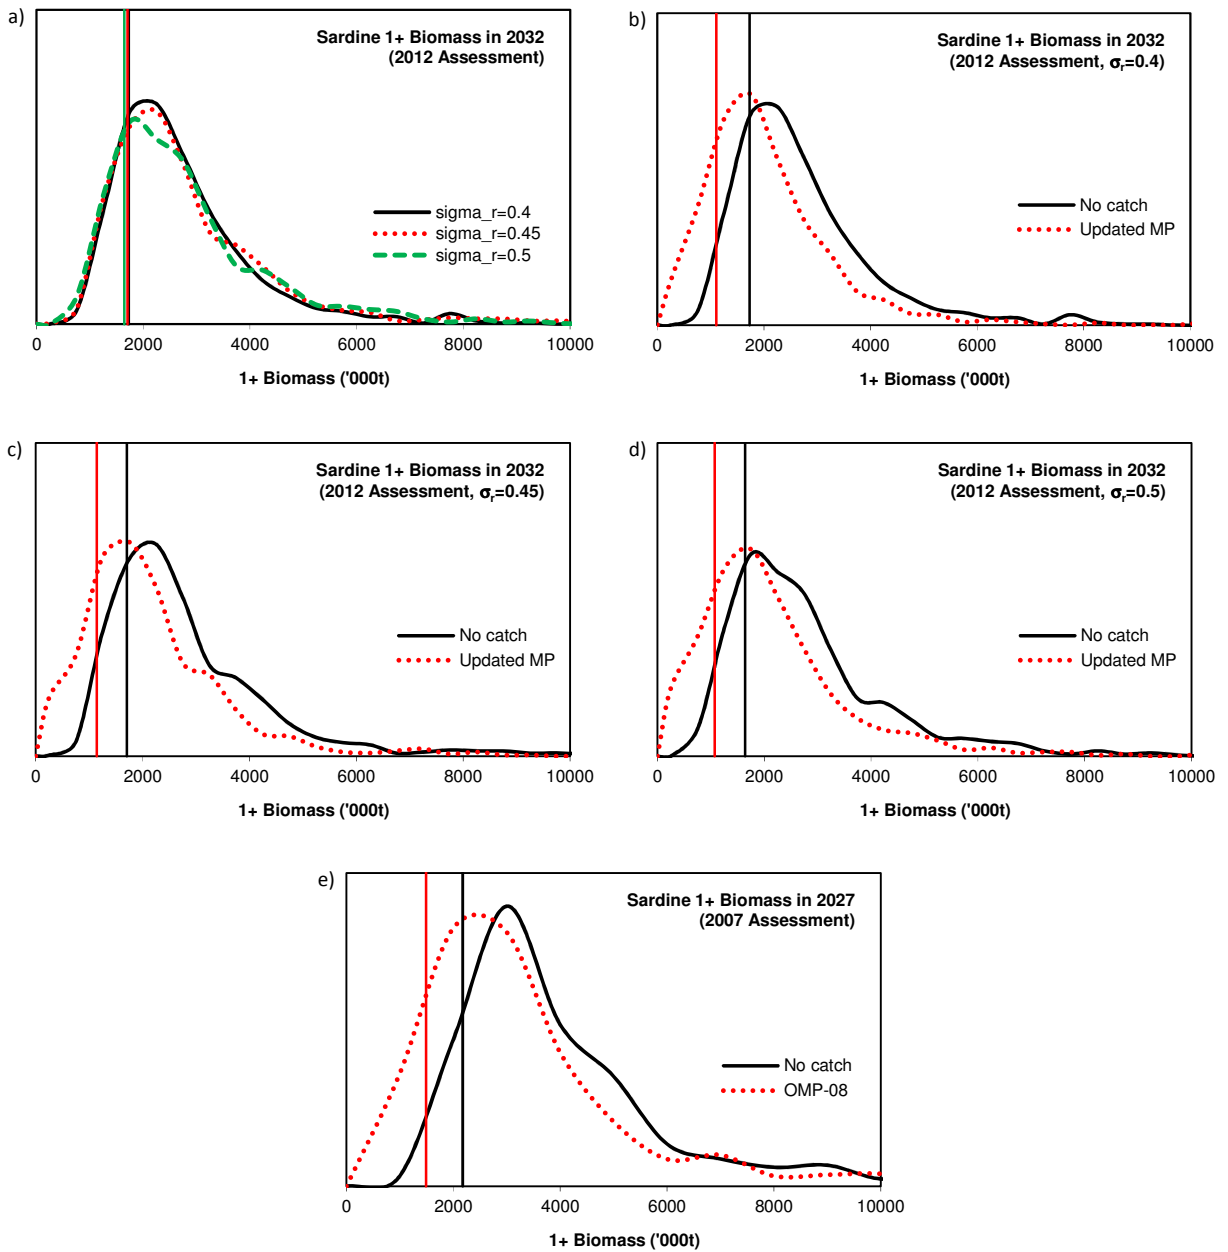 a)
Sardine 1+ Biomass in 2032
(2012 Assessment)
sigma_r=0.4
sigma_r=0.45
sigma_r=0.5
0 2000 4000 6000 8000 10000
1+ Biomass ('000t)
b)
Sardine 1+ Biomass in 2032
(2012 Assessment, σr=0.4)
No catch
Updated MP
0 2000 4000 6000 8000 10000
1+ Biomass ('000t)
c)
Sardine 1+ Biomass in 2032
(2012 Assessment, σr=0.45)
No catch
Updated MP
0 2000 4000 6000 8000 10000
1+ Biomass ('000t)
d)
Sardine 1+ Biomass in 2032
(2012 Assessment, σr=0.5)
No catch
Updated MP
0 2000 4000 6000 8000 10000
1+ Biomass ('000t)
e)
Sardine 1+ Biomass in 2027
(2007 Assessment)
No catch
OMP-08
0 2000 4000 6000 8000 10000
1+ Biomass ('000t)